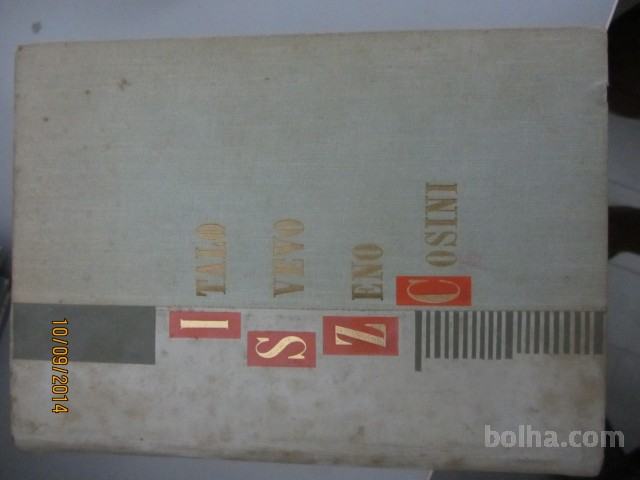 ITALO
SVEVO
ZENO
COSINI
10/09/2014
bolha.com